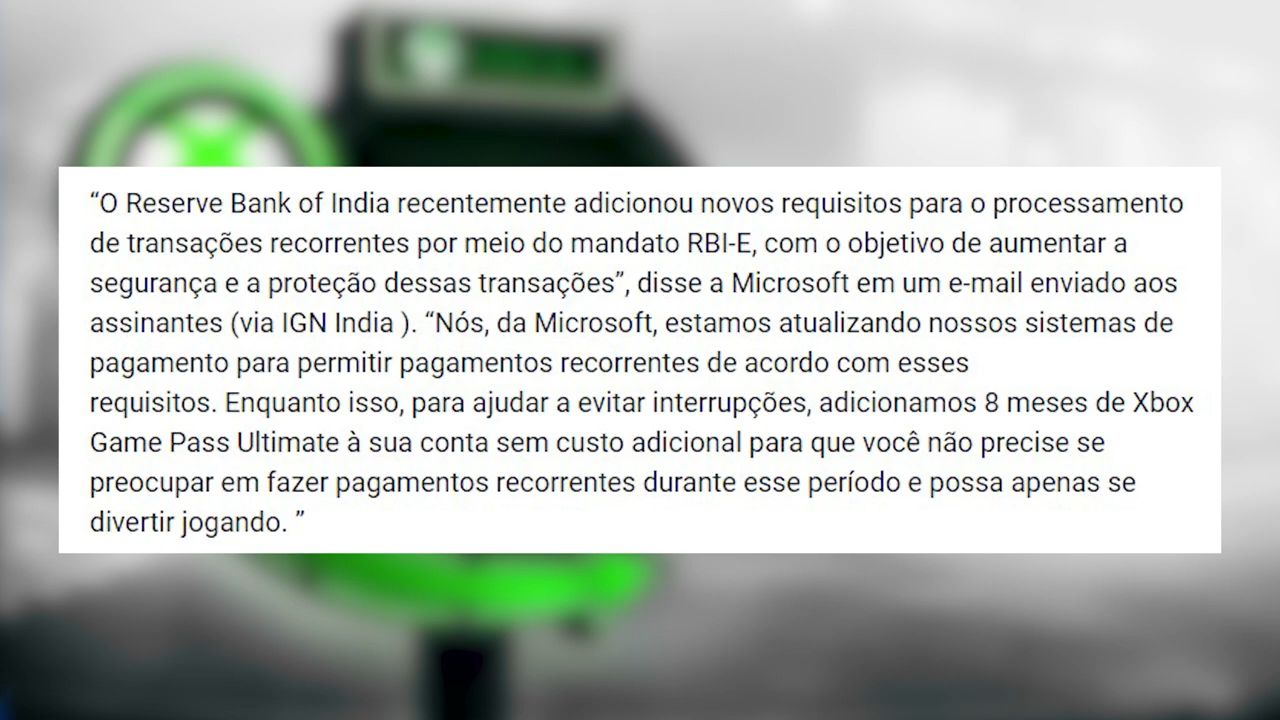 “O Reserve Bank of India recentemente adicionou novos requisitos para o processamento
de transações recorrentes por meio do mandato RBI-E, com o objetivo de aumentar a
segurança e a proteção dessas transações”, disse a Microsoft em um e-mail enviado aos
assinantes (via IGN India ). “Nós, da Microsoft, estamos atualizando nossos sistemas de
pagamento para permitir pagamentos recorrentes de acordo com esses
requisitos. Enquanto isso, para ajudar a evitar interrupções, adicionamos 8 meses de Xbox
Game Pass Ultimate à sua conta sem custo adicional para que você não precise se
preocupar em fazer pagamentos recorrentes durante esse período e possa apenas se
divertir jogando. ”